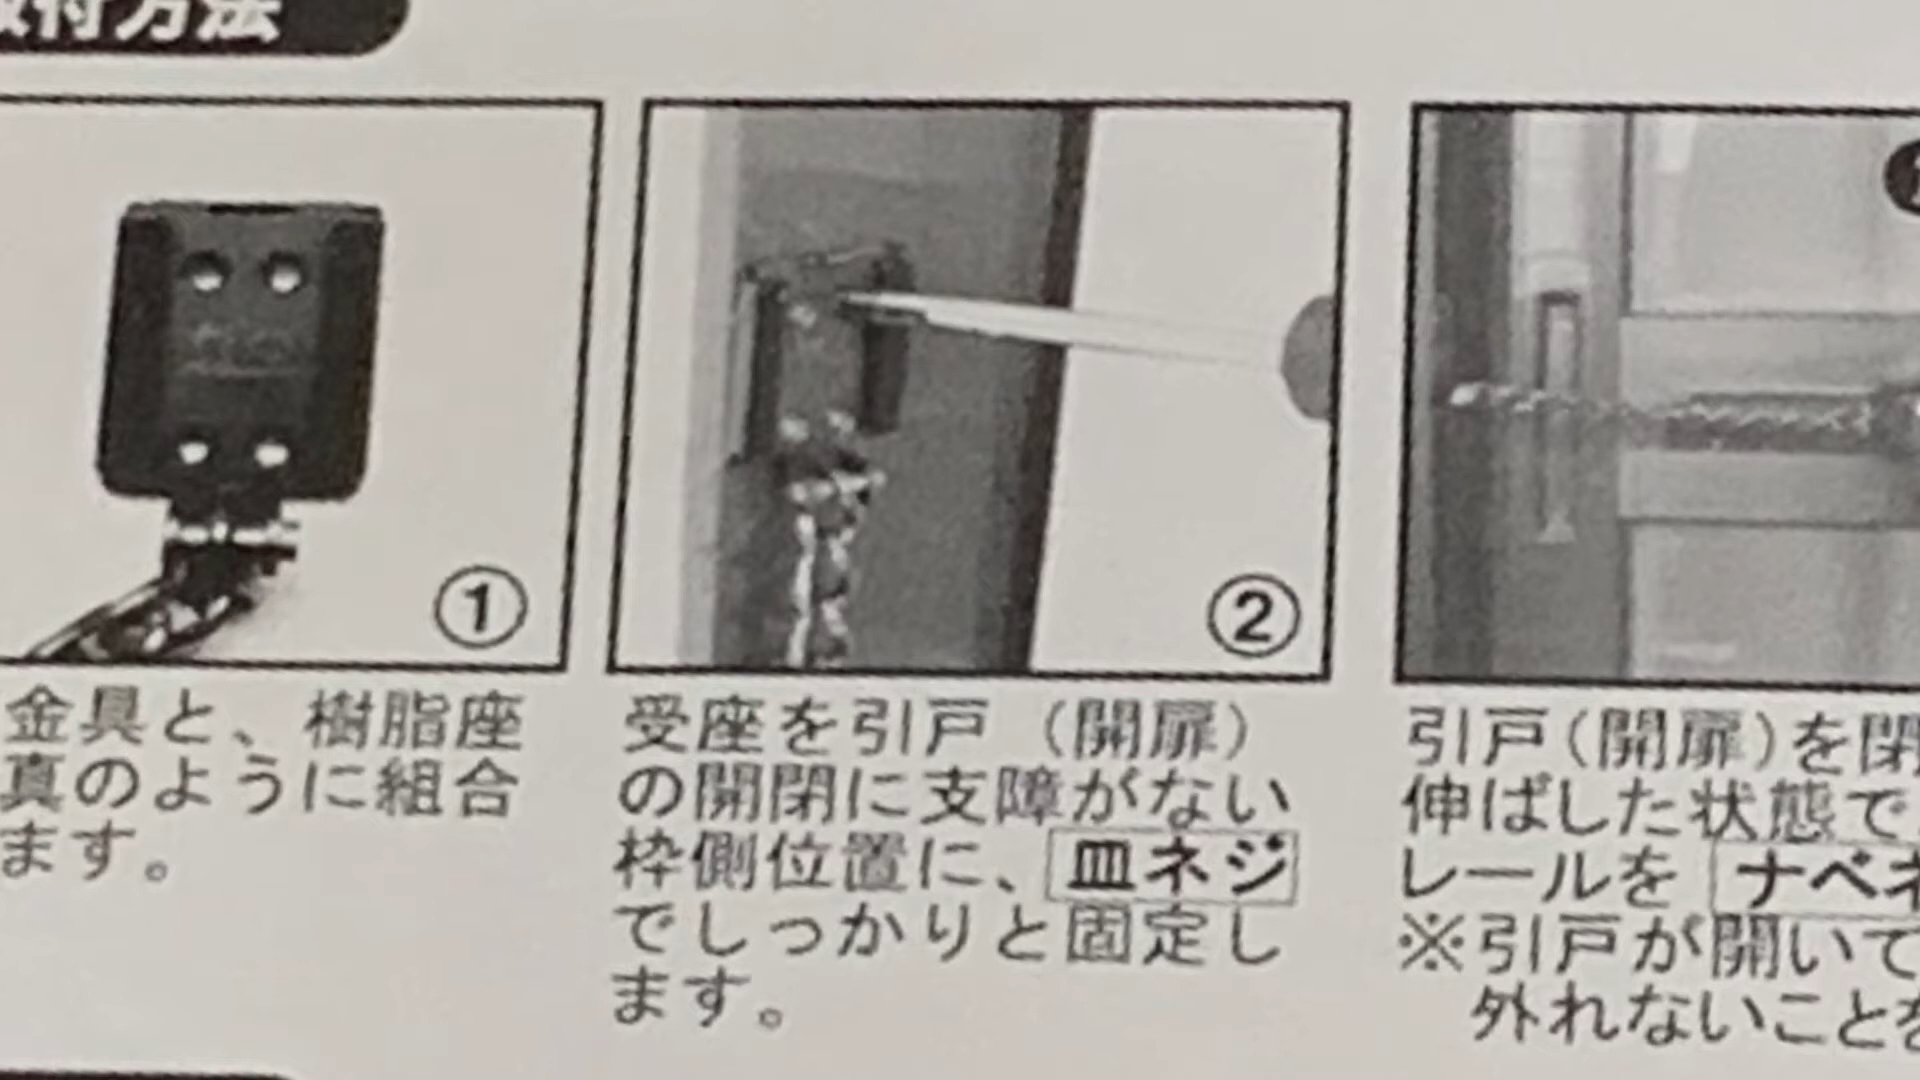 付方法
①
金具と、樹脂座
真のように組合
ます。
②
受座を引戸（開扉）
の開閉に支障がない
枠側位置に、皿ネジ
でしっかりと固定し
ます。
引戸（開扉）を閉
伸ばした状態で
レールをナベネ
※引戸が開いて
外れないことを